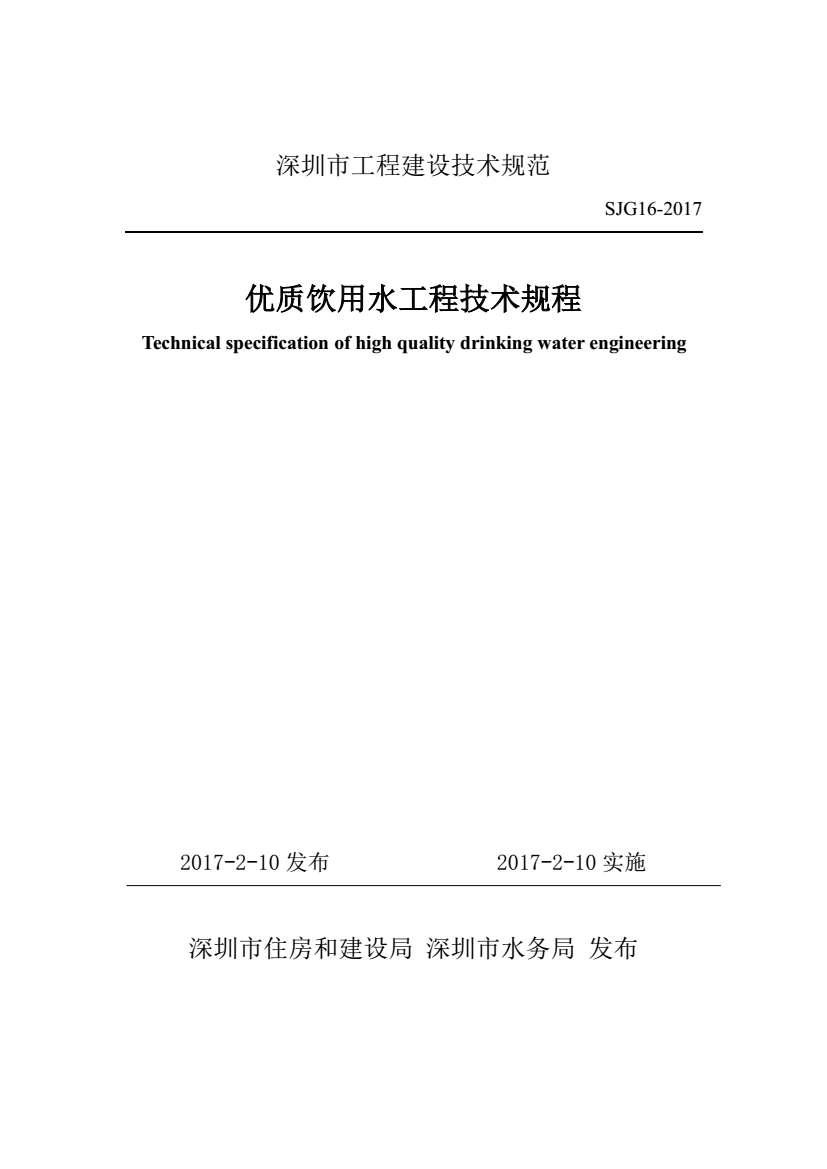 深圳市工程建设技术规范
SJG16-2017
优质饮用水工程技术规程
Technical specification of high quality drinking water engineering
2017-2-10 发布 2017-2-10 实施
深圳市住房和建设局 深圳市水务局 发布